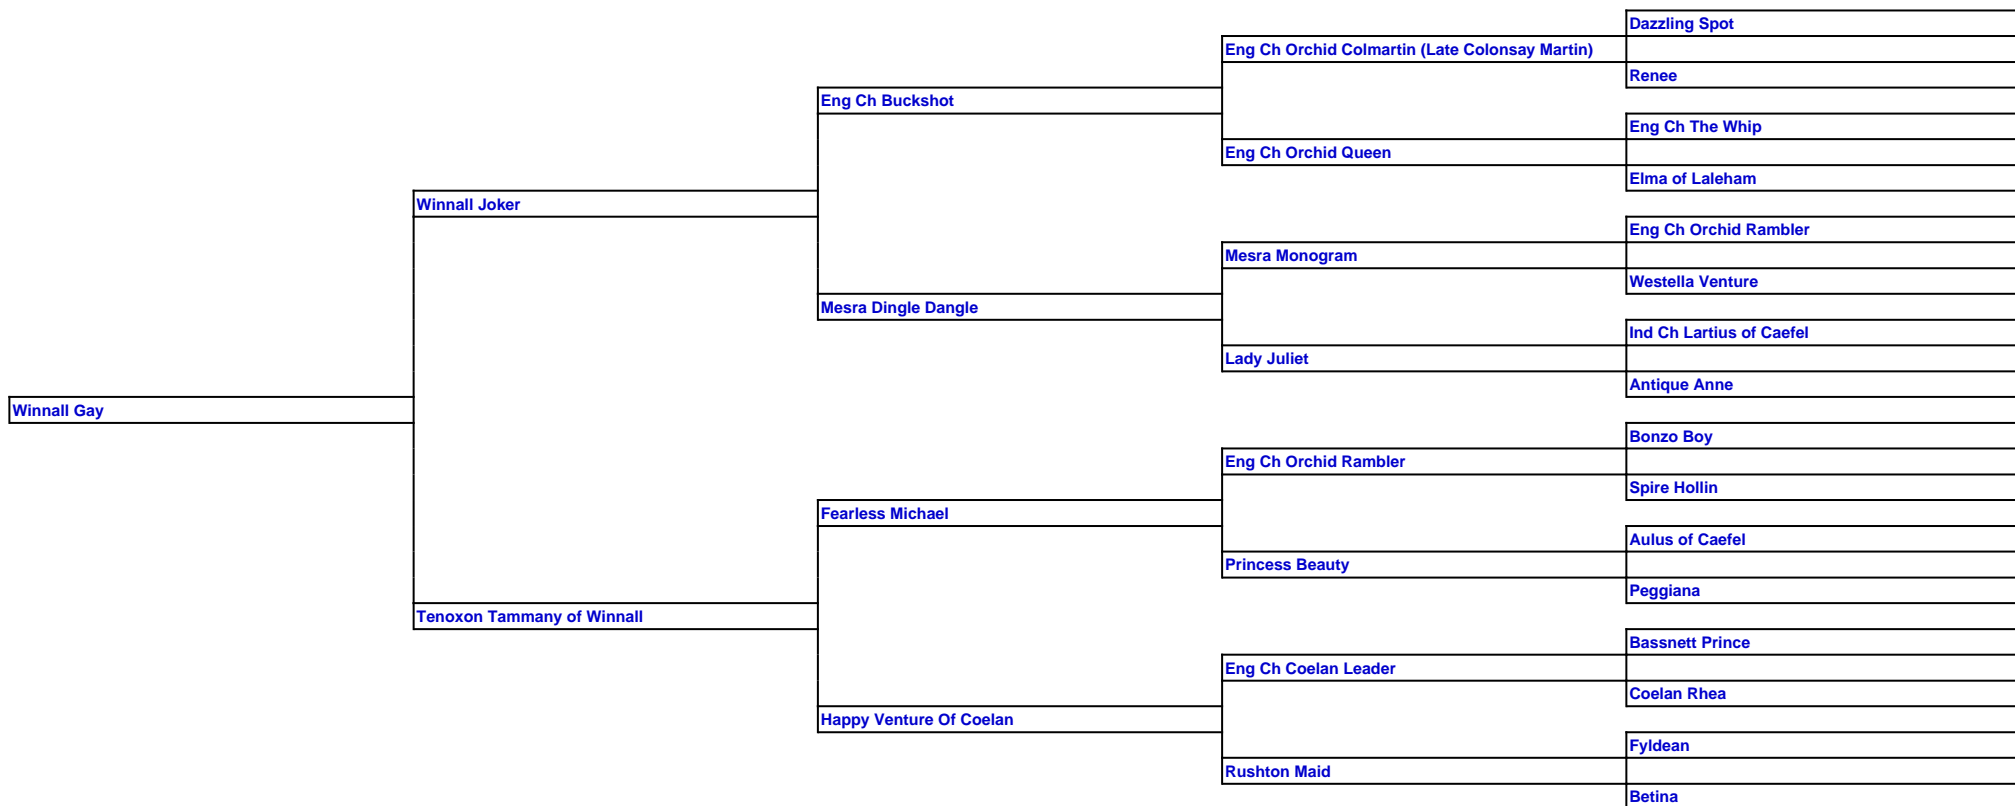 Dazzling Spot
Eng Ch Orchid Colmartin (Late Colonsay Martin)
Renee
Eng Ch Buckshot
Eng Ch The Whip
Eng Ch Orchid Queen
Elma of Laleham
Winnall Joker
Eng Ch Orchid Rambler
Mesra Monogram
Westella Venture
Mesra Dingle Dangle
Ind Ch Lartius of Caefel
Lady Juliet
Antique Anne
Winnall Gay
Bonzo Boy
Eng Ch Orchid Rambler
Spire Hollin
Fearless Michael
Aulus of Caefel
Princess Beauty
Peggiana
Tenoxon Tammany of Winnall
Bassnett Prince
Eng Ch Coelan Leader
Coelan Rhea
Happy Venture Of Coelan
Fyldean
Rushton Maid
Betina